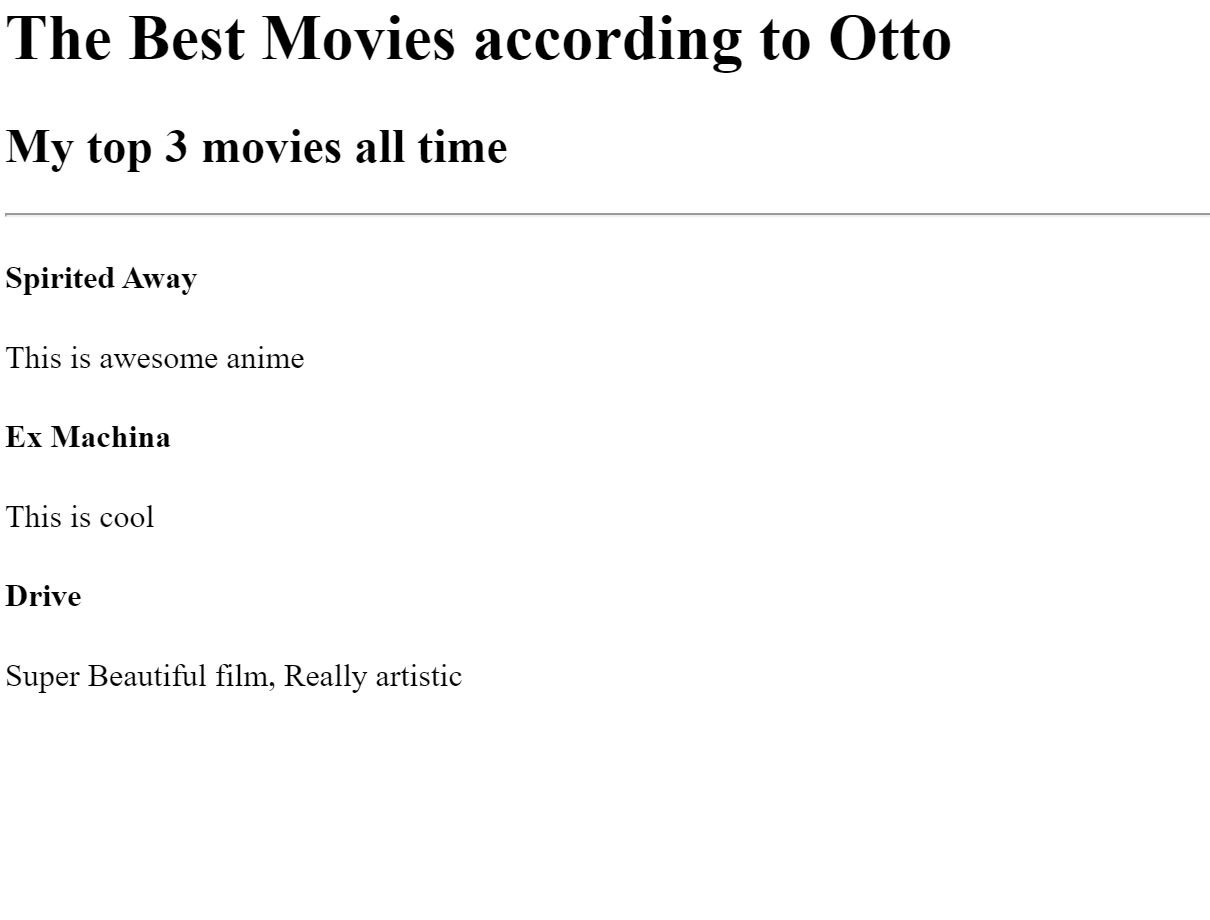 The Best Movies according to Otto
My top 3 movies all time
Spirited Away
This is awesome anime
Ex Machina
This is cool
Drive
Super Beautiful film, Really artistic